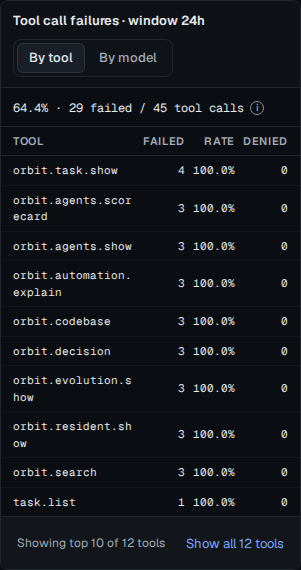 Tool call failures · window 24h
By tool By model
64.4% · 29 failed / 45 tool calls
TOOL FAILED RATE DENIED
orbit.task.show 4 100.0% 0
orbit.agents.scor
ecard 3 100.0% 0
orbit.agents.show 3 100.0% 0
orbit.automation.
explain 3 100.0% 0
orbit.codebase 3 100.0% 0
orbit.decision 3 100.0% 0
orbit.evolution.s
how 3 100.0% 0
orbit.resident.sh
ow 3 100.0% 0
orbit.search 3 100.0% 0
task.list 1 100.0% 0
Showing top 10 of 12 tools Show all 12 tools